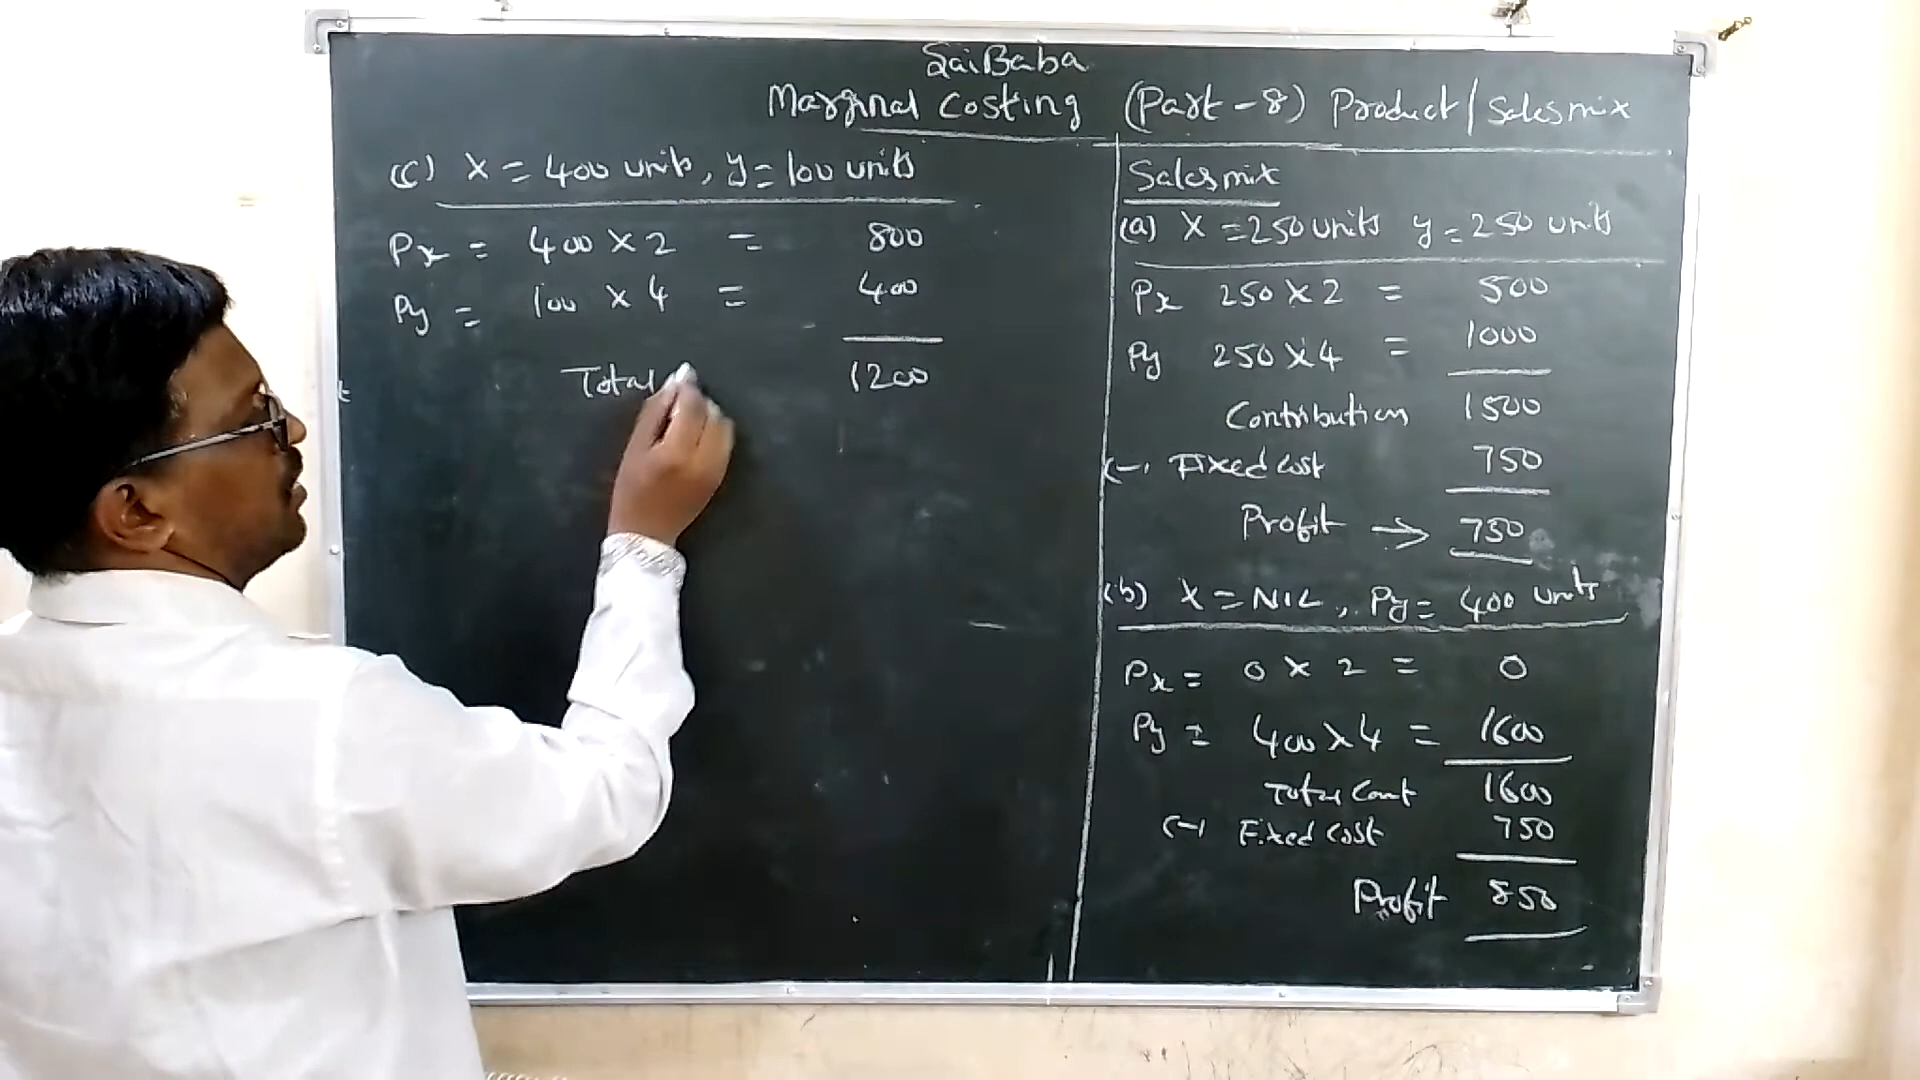 SaiBaba
Marginal Costing (Part-8) Product/Salesmix
(c) X = 400 units, y = 100 units
Px = 400 X 2 = 800
Py = 100 X 4 = 400
Total 1200
Salesmix
(a) X = 250 units y = 250 units
Px 250 X 2 = 500
Py 250 X 4 = 1000
Contribution 1500
(-) Fixed Cost 750
Profit → 750
(b) X = NIL, Py = 400 units
Px = 0 X 2 = 0
Py = 400 X 4 = 1600
Total Cont 1600
(-) Fixed Cost 750
Profit 850